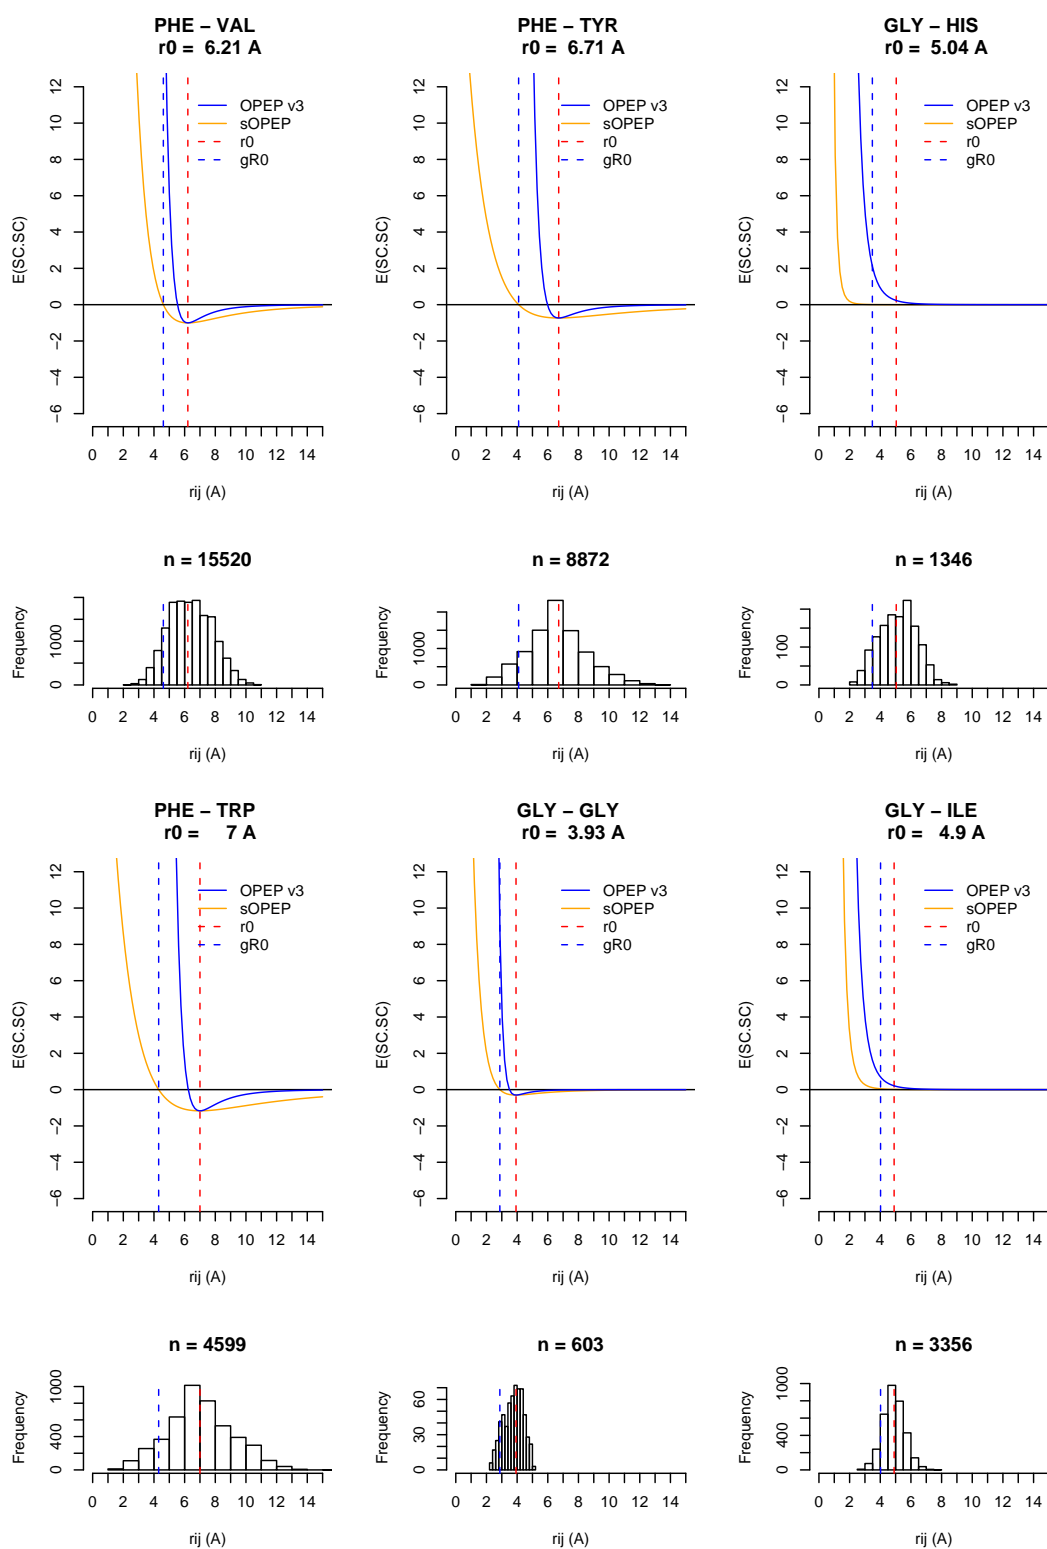 PHE − VAL
r0 = 6.21 A
12
10
8
6
4
2
0
−2
−4
−6
E(SC.SC)
OPEP v3
sOPEP
r0
gR0
0 2 4 6 8 10 12 14
rij (A)
PHE − TYR
r0 = 6.71 A
12
10
8
6
4
2
0
−2
−4
−6
E(SC.SC)
OPEP v3
sOPEP
r0
gR0
0 2 4 6 8 10 12 14
rij (A)
GLY − HIS
r0 = 5.04 A
12
10
8
6
4
2
0
−2
−4
−6
E(SC.SC)
OPEP v3
sOPEP
r0
gR0
0 2 4 6 8 10 12 14
rij (A)
n = 15520
Frequency
1000
0
0 2 4 6 8 10 12 14
rij (A)
n = 8872
Frequency
1000
0
0 2 4 6 8 10 12 14
rij (A)
n = 1346
Frequency
100
0
0 2 4 6 8 10 12 14
rij (A)
PHE − TRP
r0 = 7 A
12
10
8
6
4
2
0
−2
−4
−6
E(SC.SC)
OPEP v3
sOPEP
r0
gR0
0 2 4 6 8 10 12 14
rij (A)
GLY − GLY
r0 = 3.93 A
12
10
8
6
4
2
0
−2
−4
−6
E(SC.SC)
OPEP v3
sOPEP
r0
gR0
0 2 4 6 8 10 12 14
rij (A)
GLY − ILE
r0 = 4.9 A
12
10
8
6
4
2
0
−2
−4
−6
E(SC.SC)
OPEP v3
sOPEP
r0
gR0
0 2 4 6 8 10 12 14
rij (A)
n = 4599
Frequency
1000
400
0
0 2 4 6 8 10 12 14
rij (A)
n = 603
Frequency
60
30
0
0 2 4 6 8 10 12 14
rij (A)
n = 3356
Frequency
1000
400
0
0 2 4 6 8 10 12 14
rij (A)